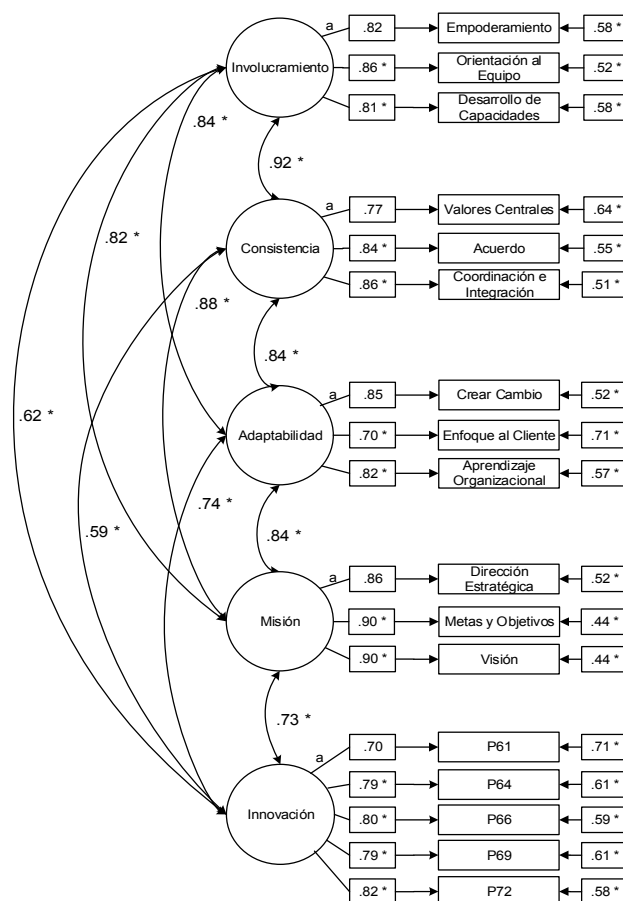 a .82 Empoderamiento .58 *
Involucramiento .86 * Orientación al
Equipo .52 *
.81 * Desarrollo de
Capacidades .58 *
.84 *
.92 *
a .77 Valores Centrales .64 *
.82 *
Consistencia .84 * Acuerdo .55 *
.86 * Coordinación e
Integración .51 *
.88 *
.84 *
a .85 Crear Cambio .52 *
.62 *
Adaptabilidad .70 * Enfoque al Cliente .71 *
.82 * Aprendizaje
Organizacional .57 *
.74 *
.59 *
.84 *
a .86 Dirección
Estratégica .52 *
Misión .90 * Metas y Objetivos .44 *
.90 * Visión .44 *
.73 *
a .70 P61 .71 *
.79 * P64 .61 *
Innovación .80 * P66 .59 *
.79 * P69 .61 *
.82 * P72 .58 *